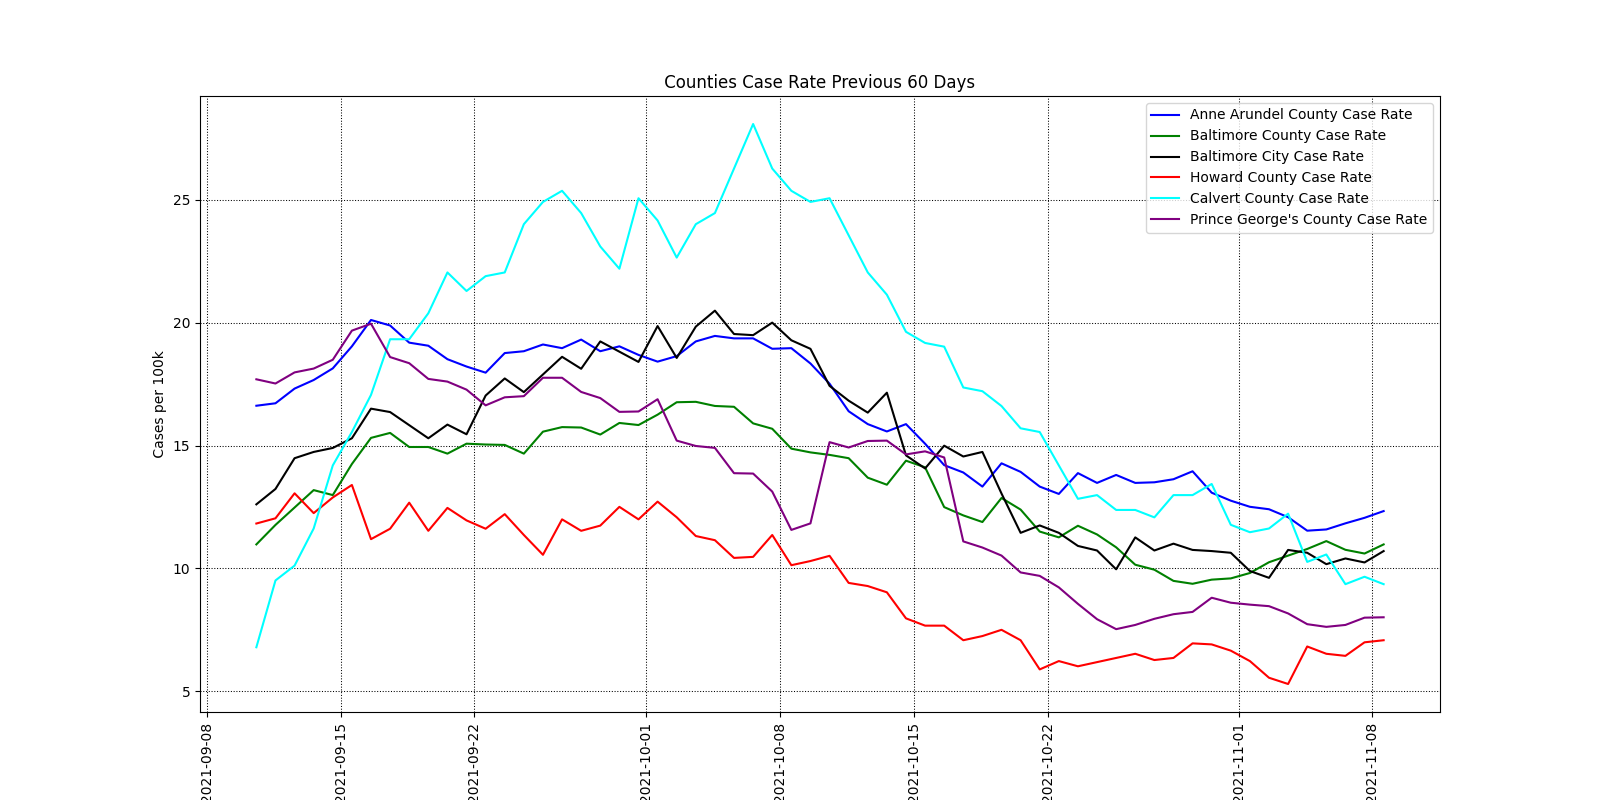 Counties Case Rate Previous 60 Days
Anne Arundel County Case Rate
Baltimore County Case Rate
Baltimore City Case Rate
Howard County Case Rate
Calvert County Case Rate
Prince George's County Case Rate
Cases per 100k
25
20
15
10
5
2021-09-08
2021-09-15
2021-09-22
2021-10-01
2021-10-08
2021-10-15
2021-10-22
2021-11-01
2021-11-08